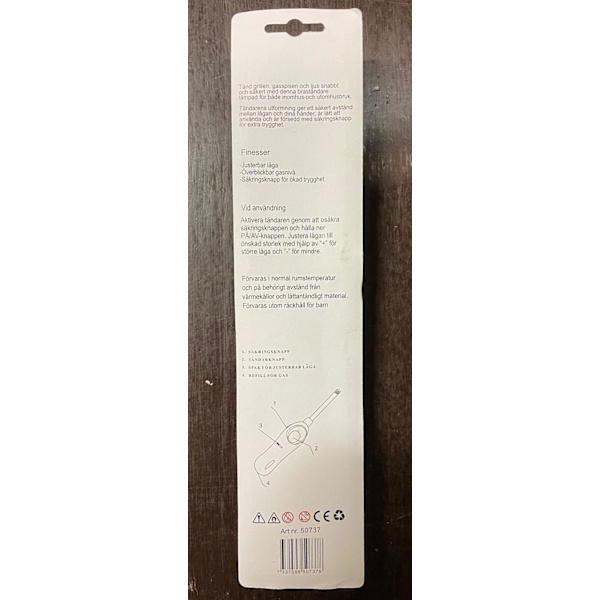 Tänd grillen, gasspisen och ljus snabbt
och säkert med denna braständare
lämpad för både inomhus-och utomhusbruk.
Tändarens utformning ger ett säkert avstånd
mellan lågan och dina händer, är lätt att
använda och är försedd med säkringsknapp
för extra trygghet.
Finesser
-Justerbar låga
-Överblickbar gasnivå
-Säkringsknapp för ökad trygghet
Vid användning
Aktivera tändaren genom att osäkra
säkringsknappen och hålla ner
PÅ/AV-knappen. Justera lågan till
önskad storlek med hjälp av "+" för
större låga och "-" för mindre.
Förvaras i normal rumstemperatur
och på behörigt avstånd från
värmekällor och lättantändligt material.
Förvaras utom räckhåll för barn
1. SÄKRINGSKNAPP
2. TÄNDARKNAPP
3. SPAK FÖR JUSTERBAR LÅGA
4. REFILL FÖR GAS
1
3
2
4
CE
Art nr. 50737